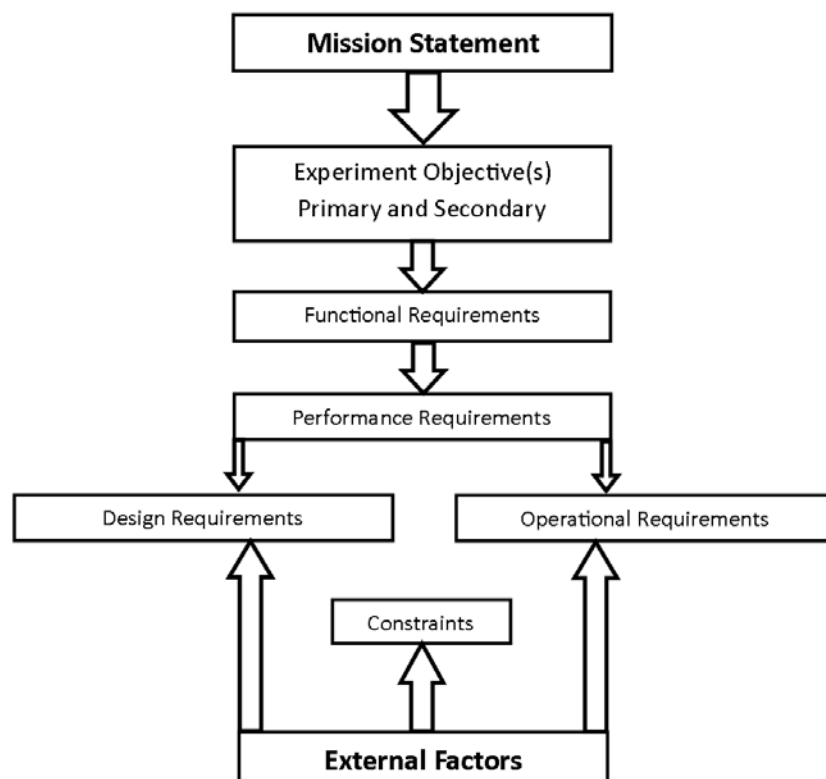 Mission Statement
Experiment Objective(s)
Primary and Secondary
Functional Requirements
Performance Requirements
Design Requirements
Operational Requirements
Constraints
External Factors